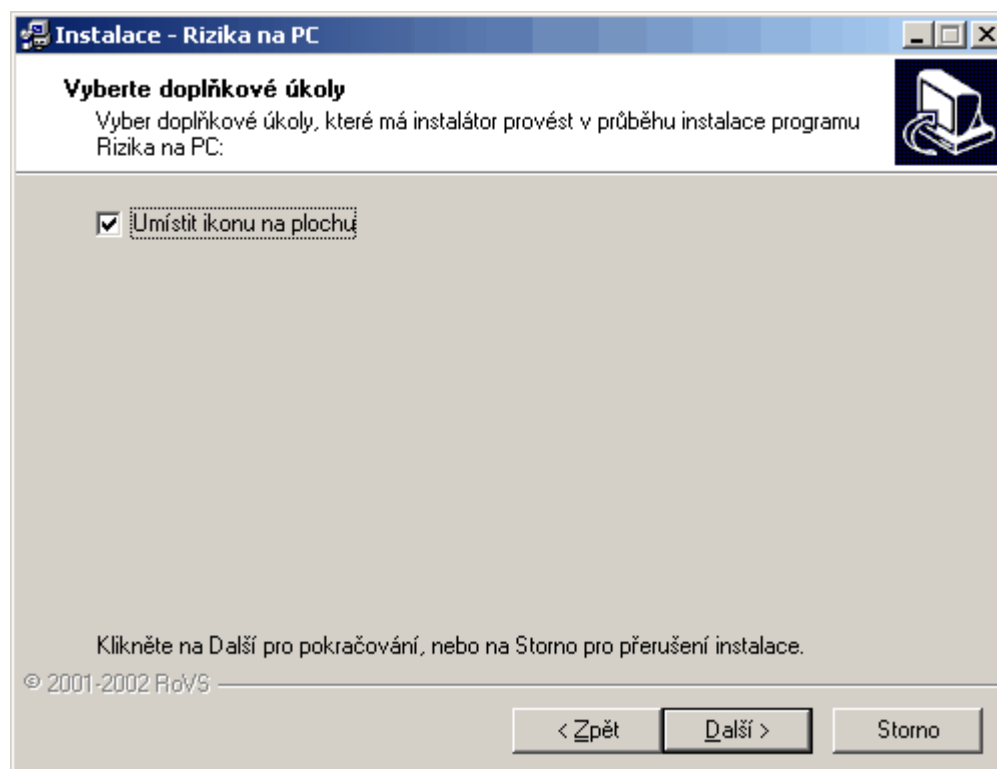 Instalace - Rizika na PC
Vyberte doplňkové úkoly
Vyber doplňkové úkoly, které má instalátor provést v průběhu instalace programu
Rizika na PC:
Umístit ikonu na plochu
Klikněte na Další pro pokračování, nebo na Storno pro přerušení instalace.
© 2001-2002 RoVS
< Zpět Další > Storno